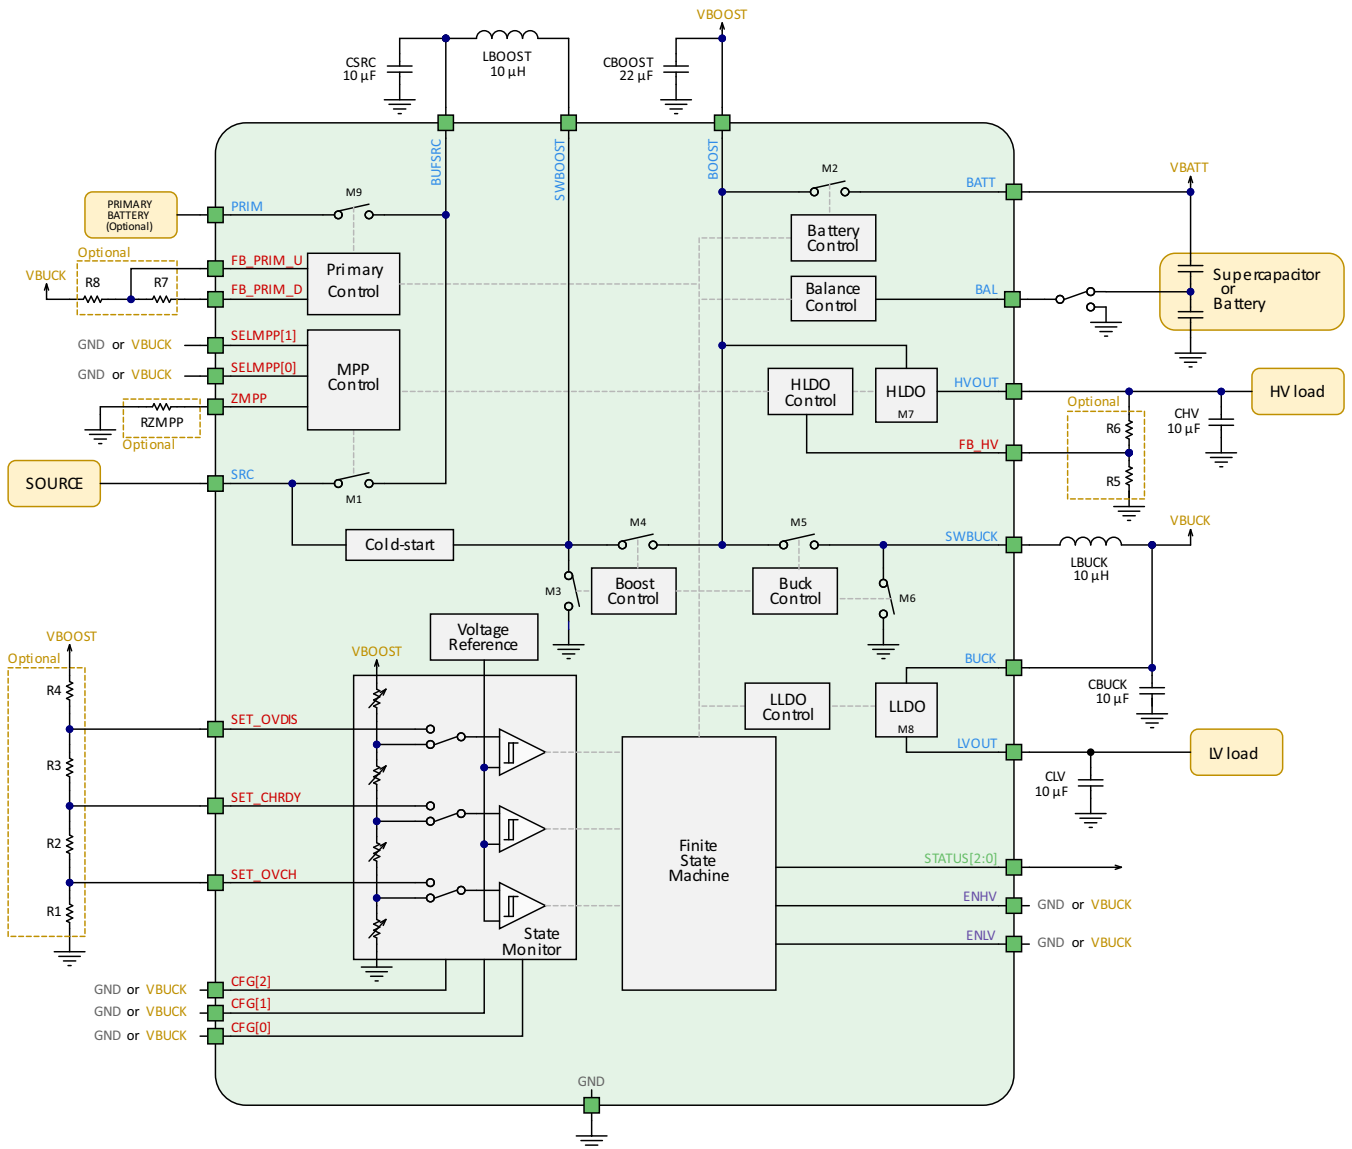 VBOOST
CSRC
10 µF
LBOOST
10 µH
CBOOST
22 µF
BUFSRC
SWBOOST
BOOST
M2
BATT
VBATT
M9
PRIMARY
BATTERY
(Optional)
PRIM
Battery
Control
Optional
FB_PRIM_U
VBUCK
R8
R7
FB_PRIM_D
Primary
Control
Balance
Control
BAL
Supercapacitor
or
Battery
GND or VBUCK
SELMPP[1]
GND or VBUCK
SELMPP[0]
MPP
Control
ZMPP
RZMPP
Optional
HLDO
Control
HLDO
M7
HVOUT
HV load
Optional
CHV
10 µF
R6
FB_HV
R5
SOURCE
SRC
M1
Cold-start
M4
M5
SWBUCK
VBUCK
LBUCK
10 µH
M3
Boost
Control
Buck
Control
M6
Voltage
Reference
VBOOST
VBOOST
Optional
R4
BUCK
CBUCK
10 µF
LLDO
Control
LLDO
M8
SET_OVDIS
LVOUT
LV load
R3
CLV
10 µF
SET_CHRDY
R2
Finite
State
Machine
STATUS[2:0]
SET_OVCH
R1
ENHV
GND or VBUCK
State
Monitor
ENLV
GND or VBUCK
GND or VBUCK
CFG[2]
GND or VBUCK
CFG[1]
GND or VBUCK
CFG[0]
GND